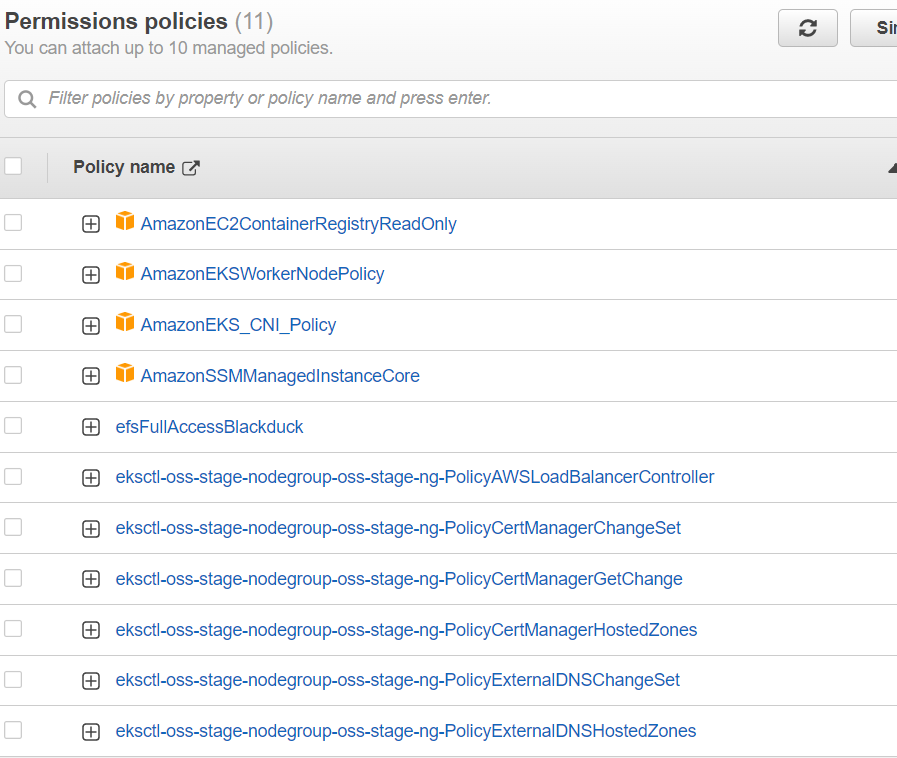 Permissions policies (11)
You can attach up to 10 managed policies.
Filter policies by property or policy name and press enter.
Policy name
AmazonEC2ContainerRegistryReadOnly
AmazonEKSWorkerNodePolicy
AmazonEKS_CNI_Policy
AmazonSSMManagedInstanceCore
efsFullAccessBlackduck
eksctl-oss-stage-nodegroup-oss-stage-ng-PolicyAWSLoadBalancerController
eksctl-oss-stage-nodegroup-oss-stage-ng-PolicyCertManagerChangeSet
eksctl-oss-stage-nodegroup-oss-stage-ng-PolicyCertManagerGetChange
eksctl-oss-stage-nodegroup-oss-stage-ng-PolicyCertManagerHostedZones
eksctl-oss-stage-nodegroup-oss-stage-ng-PolicyExternalDNSChangeSet
eksctl-oss-stage-nodegroup-oss-stage-ng-PolicyExternalDNSHostedZones